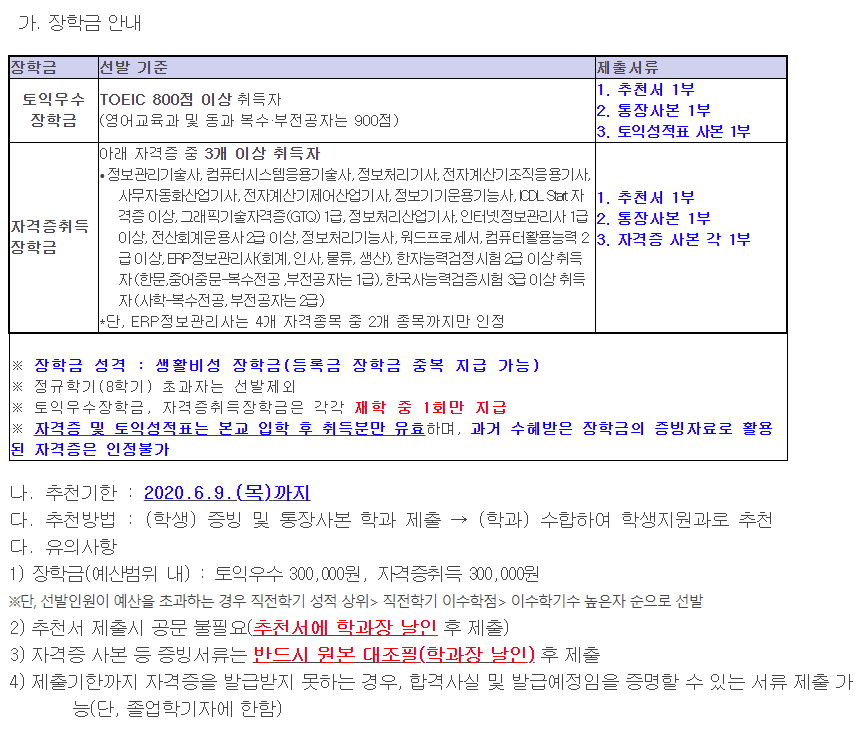 가. 장학금 안내
장학금 선발 기준 제출서류
토익우수
장학금
TOEIC 800점 이상 취득자
(영어교육과 및 동과 복수·부전공자는 900점)
1. 추천서 1부
2. 통장사본 1부
3. 토익성적표 사본 1부
자격증취득
장학금
아래 자격증 중 3개 이상 취득자
• 정보관리기술사, 컴퓨터시스템응용기술사, 정보처리기사, 전자계산기조직응용기사,
사무자동화산업기사, 전자계산기제어산업기사, 정보기기운용기능사, ICDL Start 자
격증 이상, 그래픽기술자격증(GTQ) 1급, 정보처리산업기사, 인터넷정보관리사 1급
이상, 전산회계운용사 2급 이상, 정보처리기능사, 워드프로세서, 컴퓨터활용능력 2
급 이상, ERP정보관리사(회계, 인사, 물류, 생산), 한자능력검정시험 2급 이상 취득
자 (한문,중어중문-복수전공 ,부전공자는 1급), 한국사능력검증시험 3급 이상 취득
자 (사학-복수전공, 부전공자는 2급)
*단, ERP정보관리사는 4개 자격종목 중 2개 종목까지만 인정
1. 추천서 1부
2. 통장사본 1부
3. 자격증 사본 각 1부
※ 장학금 성격 : 생활비성 장학금(등록금 장학금 중복 지급 가능)
※ 정규학기(8학기) 초과자는 선발제외
※ 토익우수장학금, 자격증취득장학금은 각각 재학 중 1회만 지급
※ 자격증 및 토익성적표는 본교 입학 후 취득분만 유효하며, 과거 수혜받은 장학금의 증빙자료로 활용
된 자격증은 인정불가
나. 추천기한 : 2020.6.9.(목)까지
다. 추천방법 : (학생) 증빙 및 통장사본 학과 제출 → (학과) 수합하여 학생지원과로 추천
다. 유의사항
1) 장학금(예산범위 내) : 토익우수 300,000원, 자격증취득 300,000원
※단, 선발인원이 예산을 초과하는 경우 직전학기 성적 상위> 직전학기 이수학점> 이수학기수 높은자 순으로 선발
2) 추천서 제출시 공문 불필요(추천서에 학과장 날인 후 제출)
3) 자격증 사본 등 증빙서류는 반드시 원본 대조필(학과장 날인) 후 제출
4) 제출기한까지 자격증을 발급받지 못하는 경우, 합격사실 및 발급예정임을 증명할 수 있는 서류 제출 가
능(단, 졸업학기자에 한함)